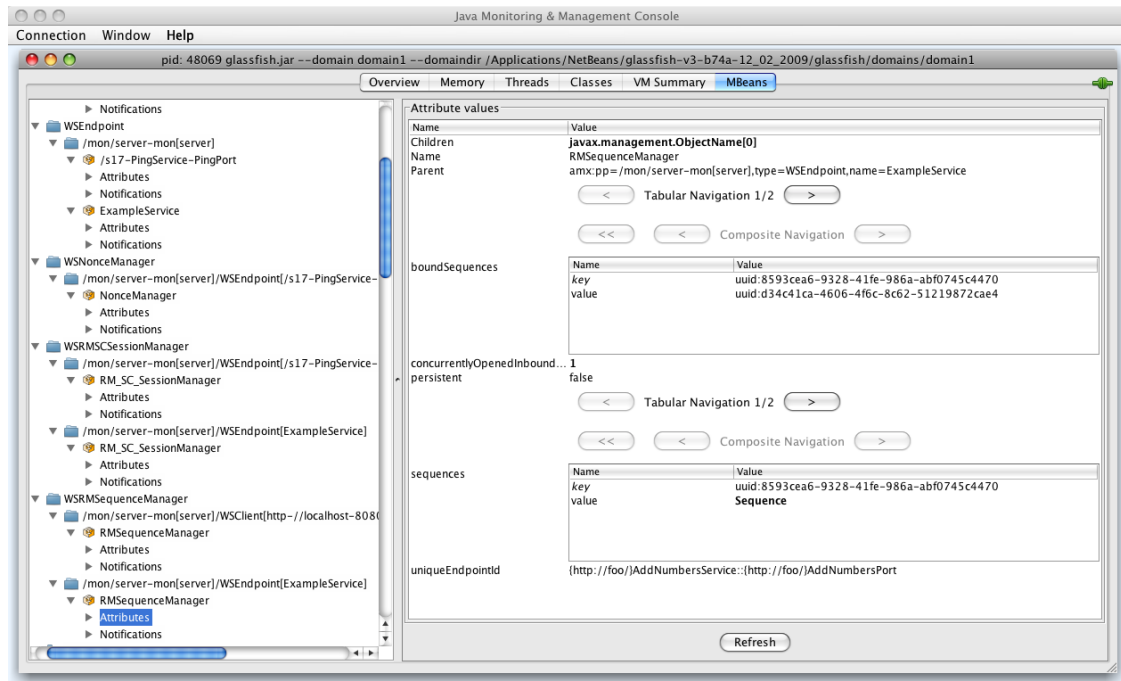 Java Monitoring & Management Console
Connection Window Help
pid: 48069 glassfish.jar --domain domain1 --domaindir /Applications/NetBeans/glassfish-v3-b74a-12_02_2009/glassfish/domains/domain1
Overview Memory Threads Classes VM Summary MBeans
Notifications
WSEndpoint
/mon/server-mon[server]
/s17-PingService-PingPort
Attributes
Notifications
ExampleService
Attributes
Notifications
WSNonceManager
/mon/server-mon[server]/WSEndpoint[/s17-PingService-
NonceManager
Attributes
Notifications
WSRMSCSessionManager
/mon/server-mon[server]/WSEndpoint[/s17-PingService-
RM_SC_SessionManager
Attributes
Notifications
/mon/server-mon[server]/WSEndpoint[ExampleService]
RM_SC_SessionManager
Attributes
Notifications
WSRMSequenceManager
/mon/server-mon[server]/WSClient[http-//localhost-808
RMSequenceManager
Attributes
Notifications
/mon/server-mon[server]/WSEndpoint[ExampleService]
RMSequenceManager
Attributes
Notifications
Attribute values
Name Value
Children javax.management.ObjectName[0]
Name RMSequenceManager
Parent amx:pp=/mon/server-mon[server],type=WSEndpoint,name=ExampleService
< Tabular Navigation 1/2 >
<< < Composite Navigation >
boundSequences
Name Value
key uuid:8593cea6-9328-41fe-986a-abf0745c4470
value uuid:d34c41ca-4606-4f6c-8c62-51219872cae4
concurrentlyOpenedInbound... 1
persistent false
< Tabular Navigation 1/2 >
<< < Composite Navigation >
sequences
Name Value
key uuid:8593cea6-9328-41fe-986a-abf0745c4470
value Sequence
uniqueEndpointId {http://foo/}AddNumbersService::{http://foo/}AddNumbersPort
Refresh